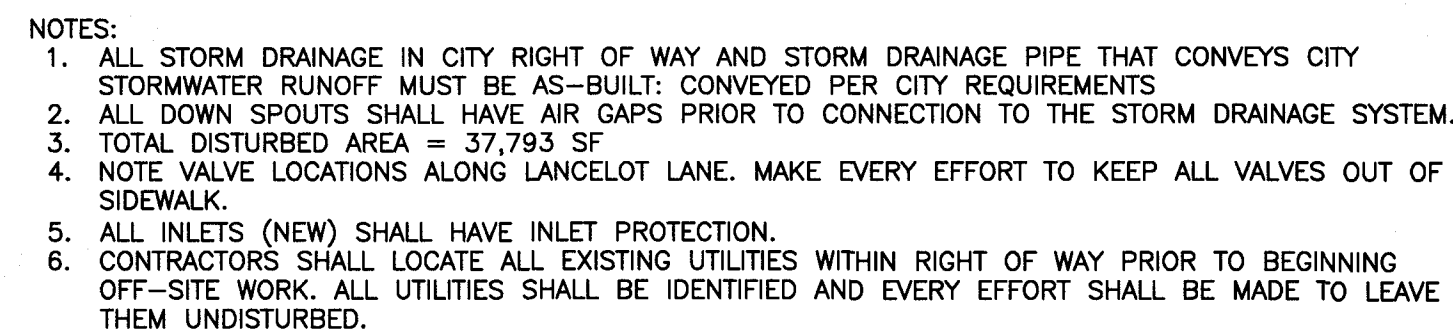 NOTES:
1. ALL STORM DRAINAGE IN CITY RIGHT OF WAY AND STORM DRAINAGE PIPE THAT CONVEYS CITY
STORMWATER RUNOFF MUST BE AS-BUILT: CONVEYED PER CITY REQUIREMENTS
2. ALL DOWN SPOUTS SHALL HAVE AIR GAPS PRIOR TO CONNECTION TO THE STORM DRAINAGE SYSTEM.
3. TOTAL DISTURBED AREA = 37,793 SF
4. NOTE VALVE LOCATIONS ALONG LANCELOT LANE. MAKE EVERY EFFORT TO KEEP ALL VALVES OUT OF
SIDEWALK.
5. ALL INLETS (NEW) SHALL HAVE INLET PROTECTION.
6. CONTRACTORS SHALL LOCATE ALL EXISTING UTILITIES WITHIN RIGHT OF WAY PRIOR TO BEGINNING
OFF-SITE WORK. ALL UTILITIES SHALL BE IDENTIFIED AND EVERY EFFORT SHALL BE MADE TO LEAVE
THEM UNDISTURBED.